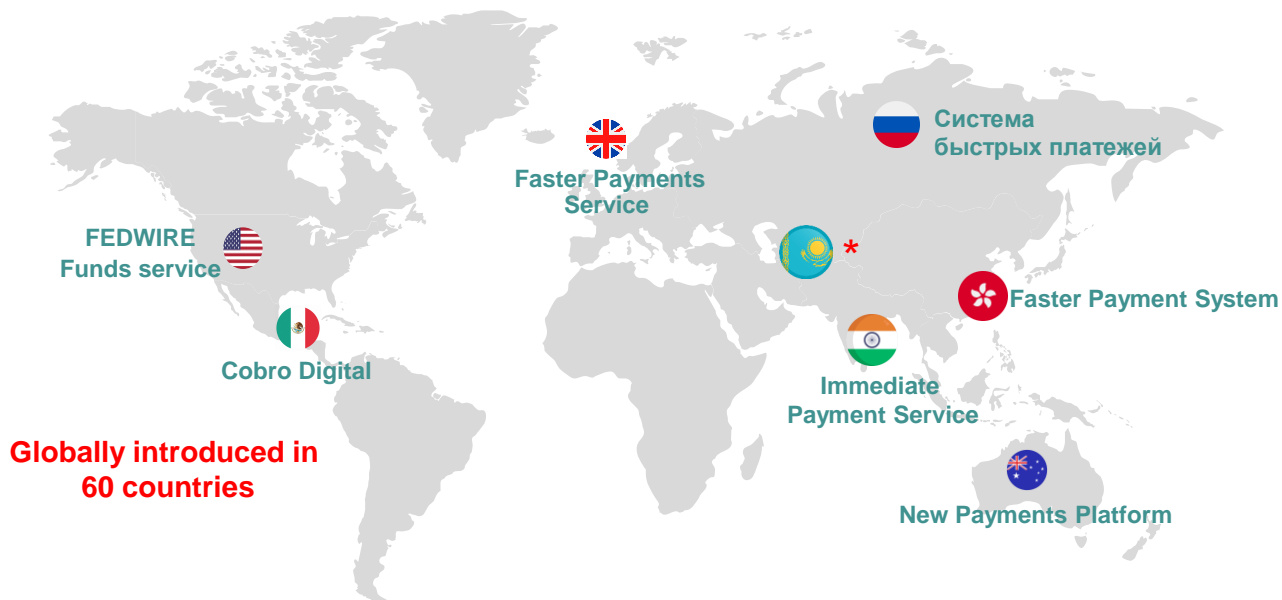 Система
быстрых платежей
Faster Payments
Service
FEDWIRE
Funds service
*
Faster Payment System
Cobro Digital
Immediate
Payment Service
Globally introduced in
60 countries
New Payments Platform